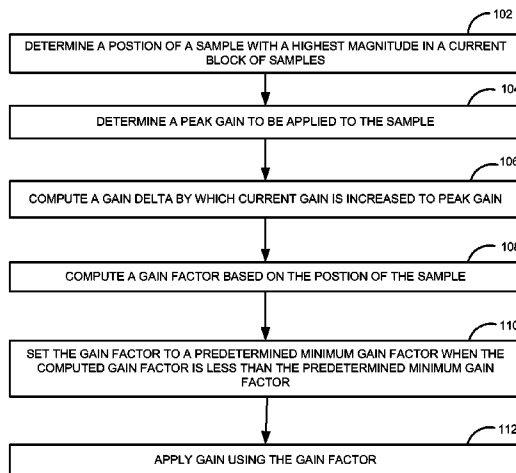 102
DETERMINE A POSTION OF A SAMPLE WITH A HIGHEST MAGNITUDE IN A CURRENT
BLOCK OF SAMPLES
104
DETERMINE A PEAK GAIN TO BE APPLIED TO THE SAMPLE
106
COMPUTE A GAIN DELTA BY WHICH CURRENT GAIN IS INCREASED TO PEAK GAIN
108
COMPUTE A GAIN FACTOR BASED ON THE POSTION OF THE SAMPLE
110
SET THE GAIN FACTOR TO A PREDETERMINED MINIMUM GAIN FACTOR WHEN THE
COMPUTED GAIN FACTOR IS LESS THAN THE PREDETERMINED MINIMUM GAIN
FACTOR
112
APPLY GAIN USING THE GAIN FACTOR